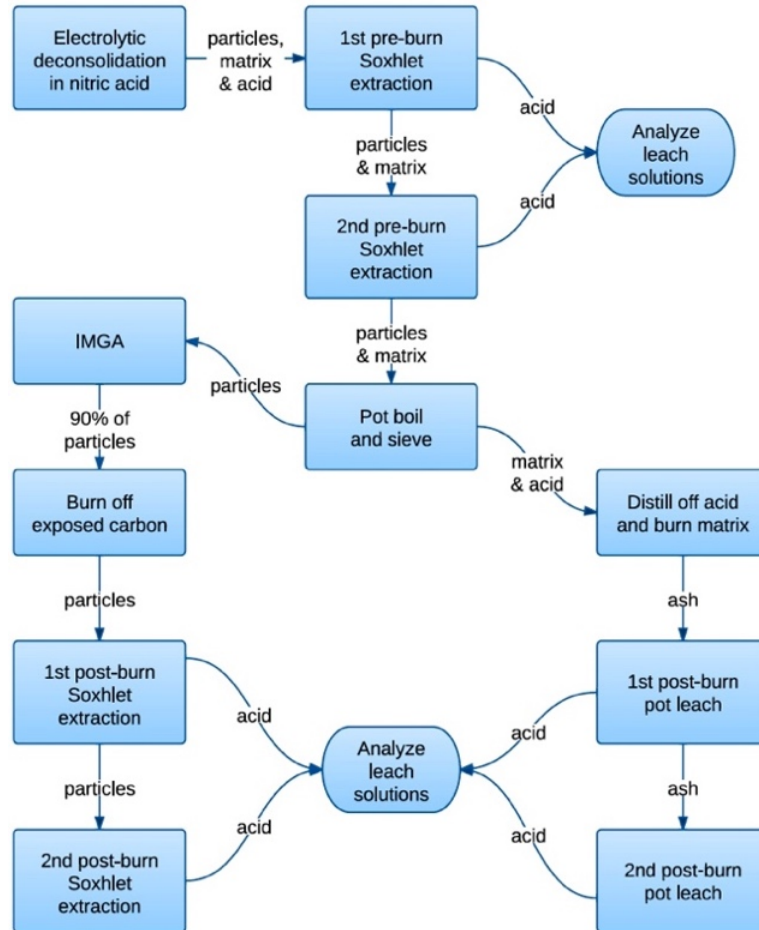 Electrolytic
deconsolidation
in nitric acid
particles,
matrix
& acid
1st pre-burn
Soxhlet
extraction
acid
Analyze
leach
solutions
particles
& matrix
acid
2nd pre-burn
Soxhlet
extraction
particles
& matrix
IMGA
particles
Pot boil
and sieve
90% of
particles
matrix
& acid
Burn off
exposed carbon
Distill off acid
and burn matrix
particles
ash
1st post-burn
Soxhlet
extraction
1st post-burn
pot leach
acid
acid
Analyze
leach
solutions
particles
ash
acid
acid
2nd post-burn
Soxhlet
extraction
2nd post-burn
pot leach